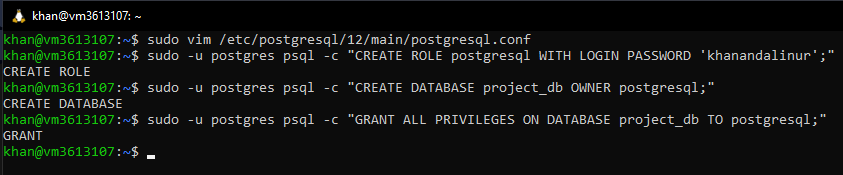 khan@vm3613107: ~
khan@vm3613107:~$ sudo vim /etc/postgresql/12/main/postgresql.conf
khan@vm3613107:~$ sudo -u postgres psql -c "CREATE ROLE postgresql WITH LOGIN PASSWORD 'khanandalinur';"
CREATE ROLE
khan@vm3613107:~$ sudo -u postgres psql -c "CREATE DATABASE project_db OWNER postgresql;"
CREATE DATABASE
khan@vm3613107:~$ sudo -u postgres psql -c "GRANT ALL PRIVILEGES ON DATABASE project_db TO postgresql;"
GRANT
khan@vm3613107:~$